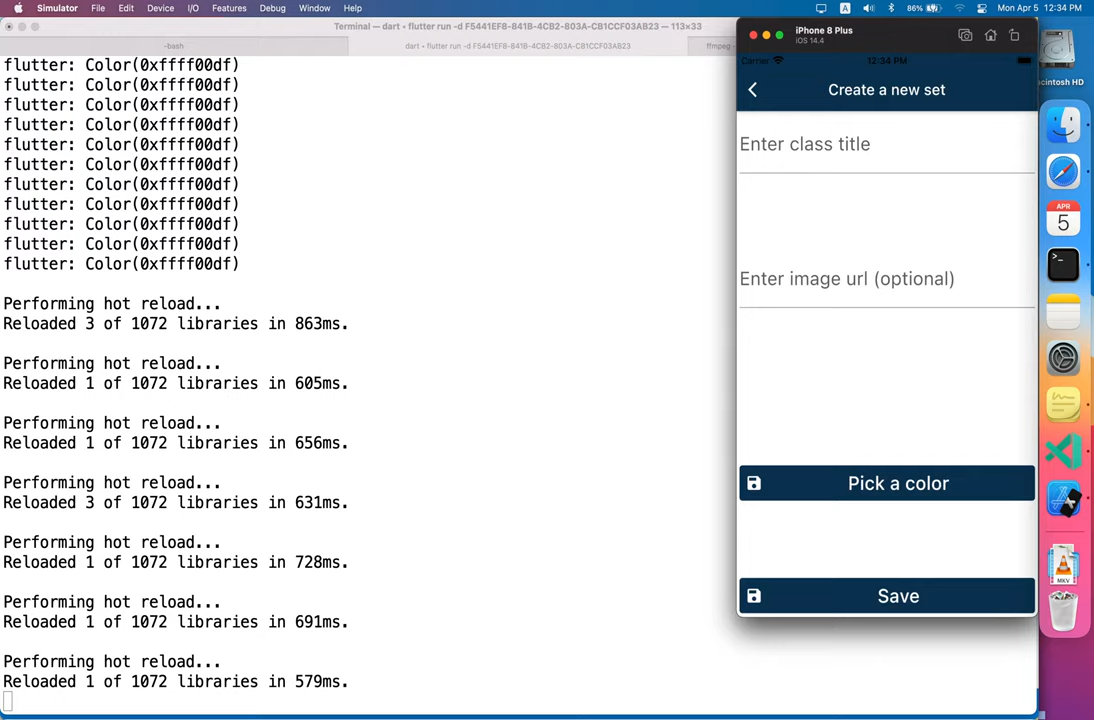 Simulator File Edit Device I/O Features Debug Window Help
A 86% Mon Apr 5 12:34 PM
Terminal — dart • flutter run -d F5441EF8-841B-4CB2-803A-CB1CCF03AB23 — 113×33
-bash
dart • flutter run -d F5441EF8-841B-4CB2-803A-CB1CCF03AB23
ffmpeg
flutter: Color(0xffff00df)
flutter: Color(0xffff00df)
flutter: Color(0xffff00df)
flutter: Color(0xffff00df)
flutter: Color(0xffff00df)
flutter: Color(0xffff00df)
flutter: Color(0xffff00df)
flutter: Color(0xffff00df)
flutter: Color(0xffff00df)
flutter: Color(0xffff00df)
flutter: Color(0xffff00df)
Performing hot reload...
Reloaded 3 of 1072 libraries in 863ms.
Performing hot reload...
Reloaded 1 of 1072 libraries in 605ms.
Performing hot reload...
Reloaded 1 of 1072 libraries in 656ms.
Performing hot reload...
Reloaded 3 of 1072 libraries in 631ms.
Performing hot reload...
Reloaded 1 of 1072 libraries in 728ms.
Performing hot reload...
Reloaded 1 of 1072 libraries in 691ms.
Performing hot reload...
Reloaded 1 of 1072 libraries in 579ms.
iPhone 8 Plus
iOS 14.4
Carrier 12:34 PM
Create a new set
Enter class title
Enter image url (optional)
Pick a color
Save
cintosh HD
APR
5
>_
MKV